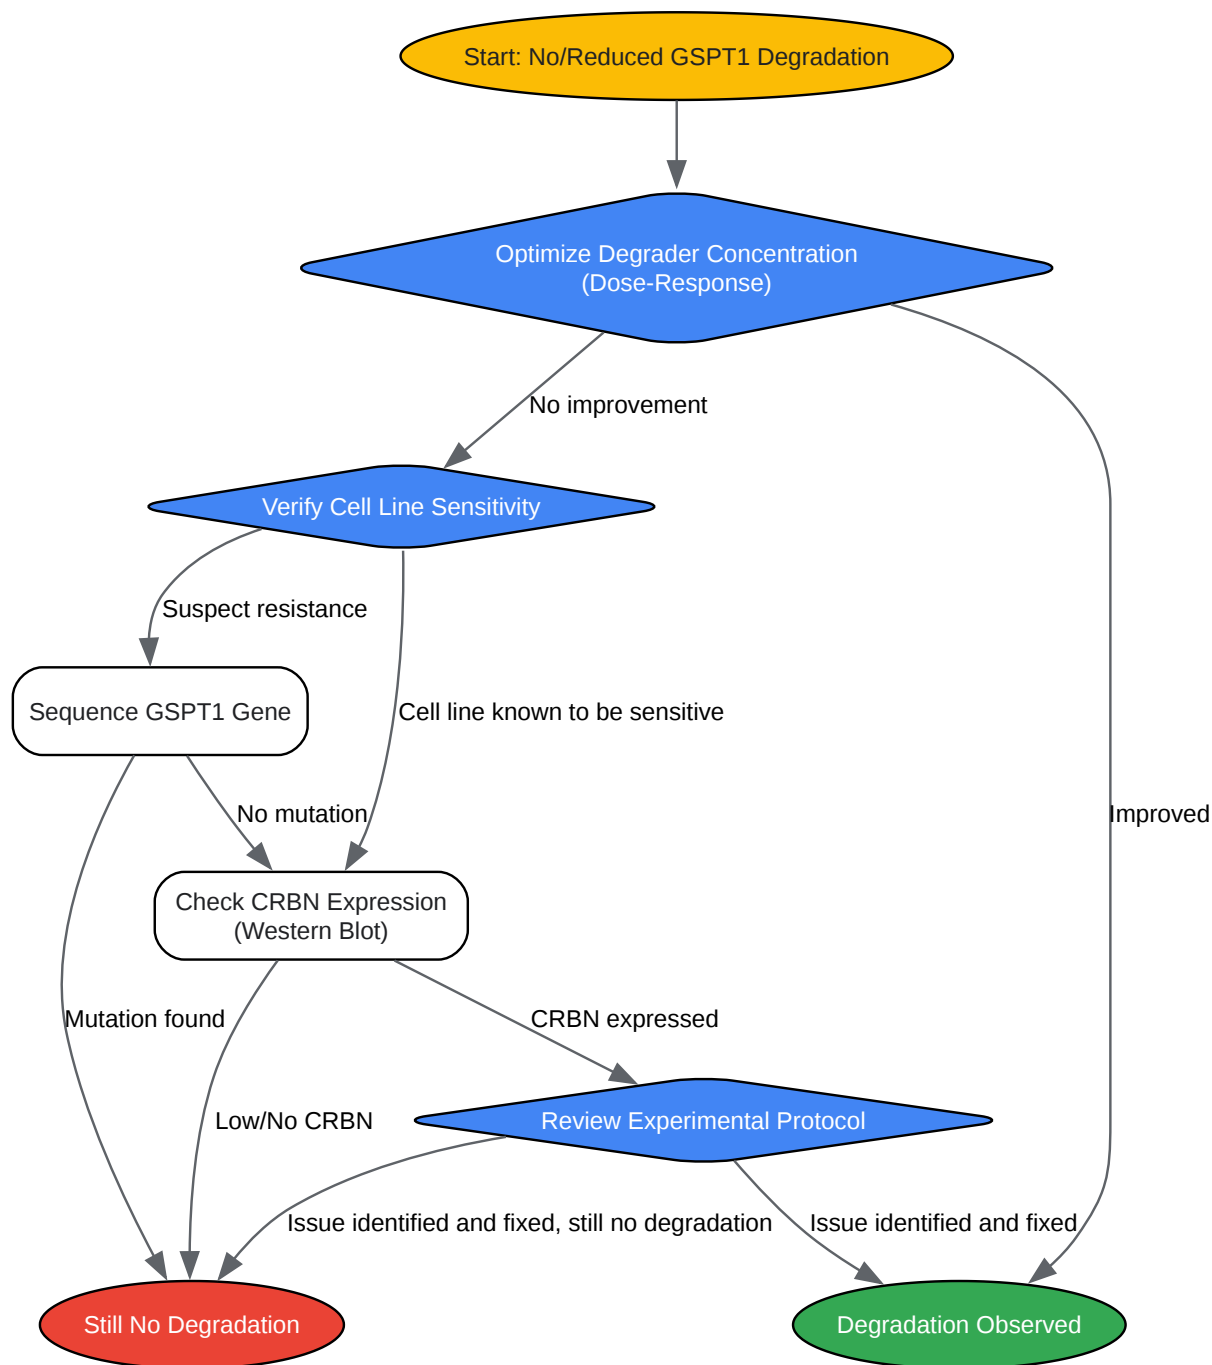 Start: No/Reduced GSPT1 Degradation
Optimize Degrader Concentration
(Dose-Response)
No improvement
Verify Cell Line Sensitivity
Suspect resistance
Sequence GSPT1 Gene
Cell line known to be sensitive
No mutation
Improved
Check CRBN Expression
(Western Blot)
Mutation found
CRBN expressed
Low/No CRBN
Review Experimental Protocol
Issue identified and fixed, still no degradation
Issue identified and fixed
Still No Degradation
Degradation Observed